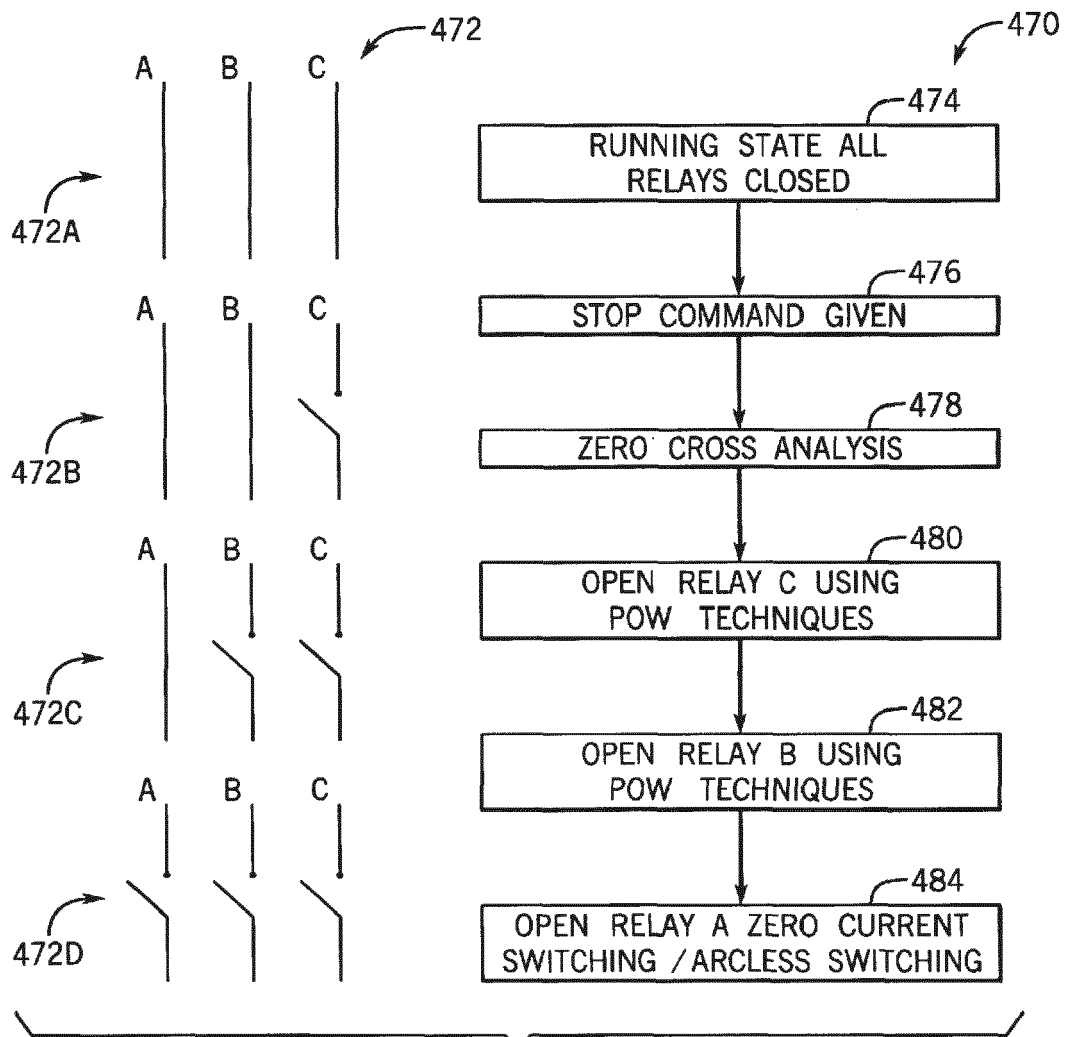 472
A B C
472A
A B C
472B
A B C
472C
A B C
472D
470
474
RUNNING STATE ALL
RELAYS CLOSED
476
STOP COMMAND GIVEN
478
ZERO CROSS ANALYSIS
480
OPEN RELAY C USING
POW TECHNIQUES
482
OPEN RELAY B USING
POW TECHNIQUES
484
OPEN RELAY A ZERO CURRENT
SWITCHING / ARCLESS SWITCHING